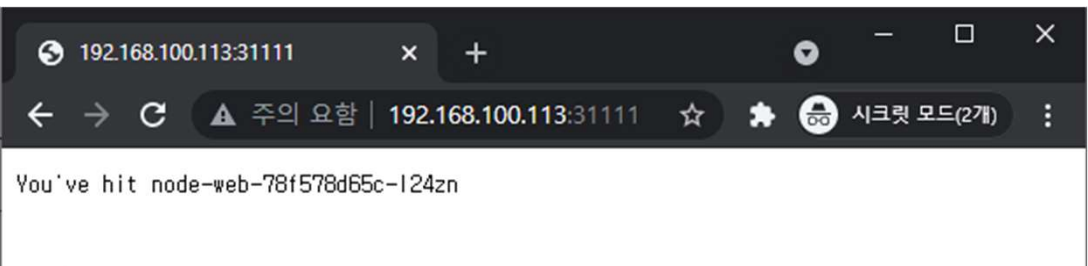 192.168.100.113:31111
주의 요함 | 192.168.100.113:31111
시크릿 모드(2개)
You've hit node-web-78f578d65c-l24zn